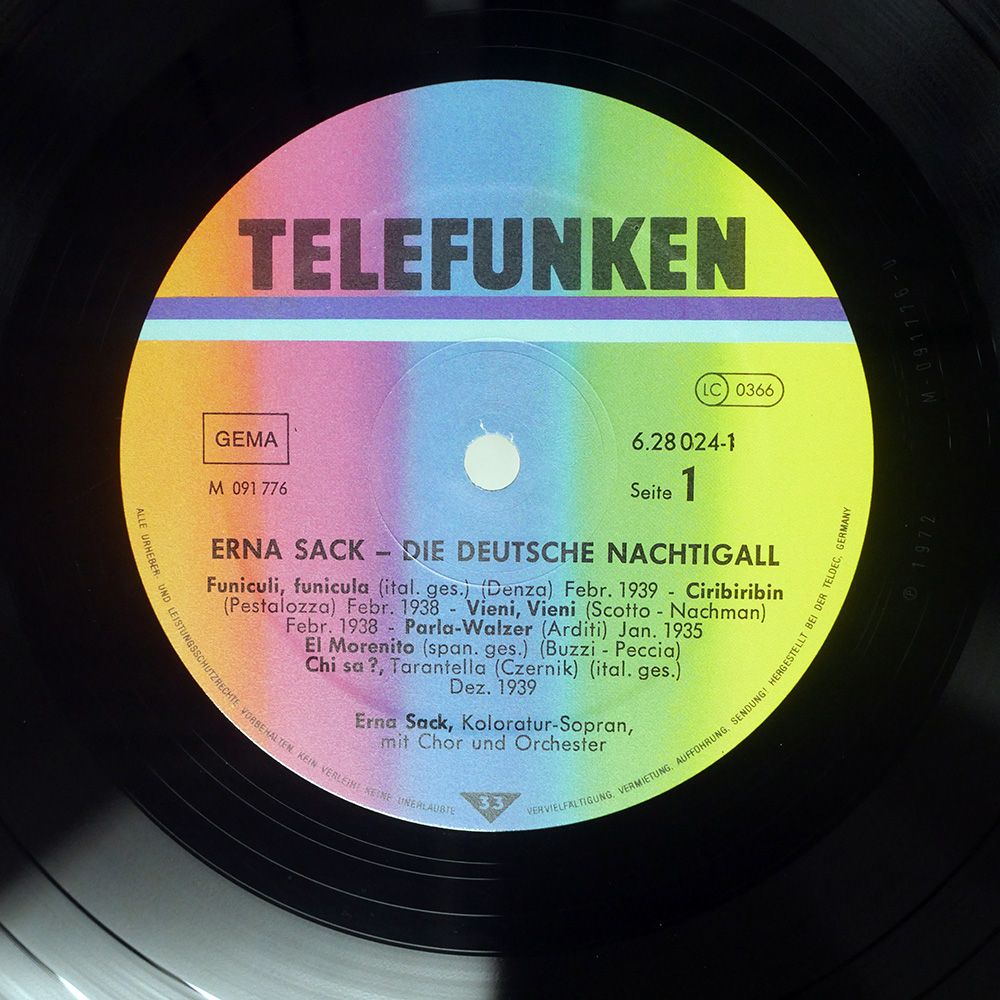 TELEFUNKEN
LC 0366
GEMA
6.28 024-1
M 091 776
Seite 1
ERNA SACK – DIE DEUTSCHE NACHTIGALL
Funiculi, funicula (ital. ges.) (Denza) Febr. 1939 - Ciribiribin
(Pestalozza) Febr. 1938 - Vieni, Vieni (Scotto - Nachman)
Febr. 1938 - Parla-Walzer (Arditi) Jan. 1935
El Morenito (span. ges.) (Buzzi - Peccia)
Chi sa?, Tarantella (Czernik) (ital. ges.)
Dez. 1939
Erna Sack, Koloratur-Sopran,
mit Chor und Orchester
33
ALLE URHEBER- UND LEISTUNGSSCHUTZRECHTE VORBEHALTEN. KEIN VERLEIH! KEINE UNERLAUBTE VERVIELFÄLTIGUNG, VERMIETUNG, AUFFÜHRUNG, SENDUNG! HERGESTELLT BEI DER TELDEC, GERMANY
℗ 1972 M-091176-U